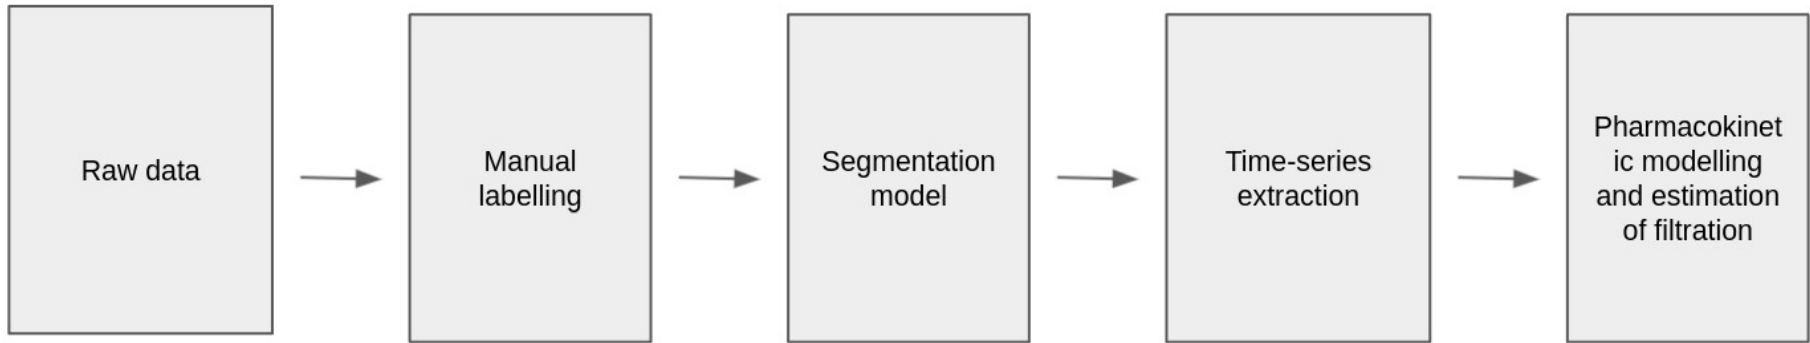 Raw data
Manual
labelling
Segmentation
model
Time-series
extraction
Pharmacokinet
ic modelling
and estimation
of filtration